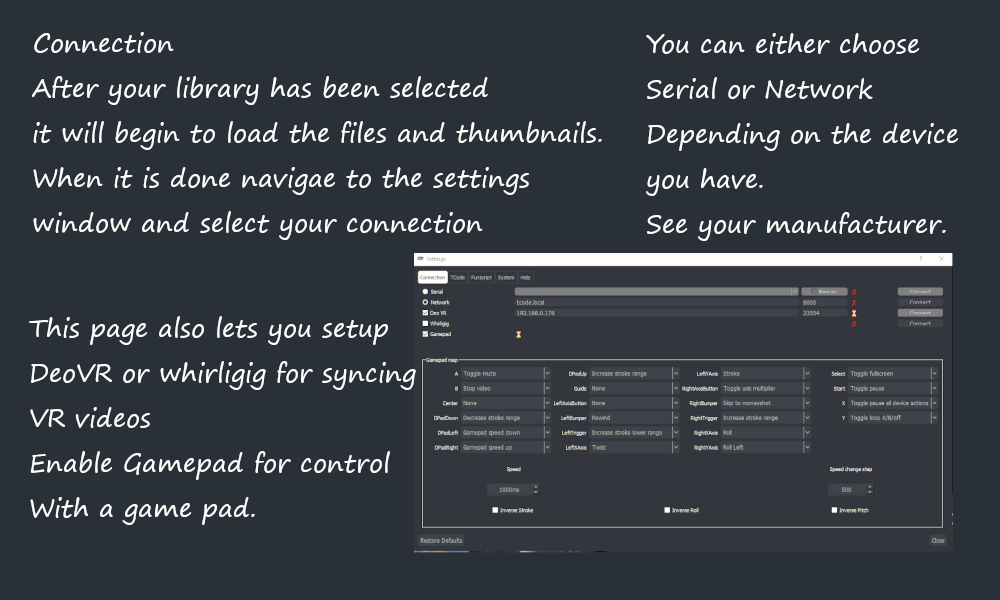 Connection
After your library has been selected
it will begin to load the files and thumbnails.
When it is done navigae to the settings
window and select your connection
You can either choose
Serial or Network
Depending on the device
you have.
See your manufacturer.
This page also lets you setup
DeoVR or whirligig for syncing
VR videos
Enable Gamepad for control
With a game pad.
Settings
Connection TCode Funscript System Help
Serial Connect
Network tcode.local 8000 Connect
Deo VR 192.168.0.178 23554 Connect
Whirligig Connect
Gamepad
Gamepad map
A Toggle mute DPadUp Increase stroke range LeftYAxis Stroke Select Toggle fullscreen
B Stop video Guide None RightAxisButton Toggle axis multiplier Start Toggle pause
Center None LeftAxisButton None RightBumper Skip to moneyshot X Toggle pause all device actions
DPadDown Decrease stroke range LeftBumper Rewind RightTrigger Increase stroke range Y Toggle loop A/B/off
DPadLeft Gamepad speed down LeftTrigger Increase stroke lower range RightXAxis Roll
DPadRight Gamepad speed up LeftXAxis Twist RightYAxis Roll Left
Speed Speed change step
1000ms 500
Inverse Stroke Inverse Roll Inverse Pitch
Restore Defaults Close